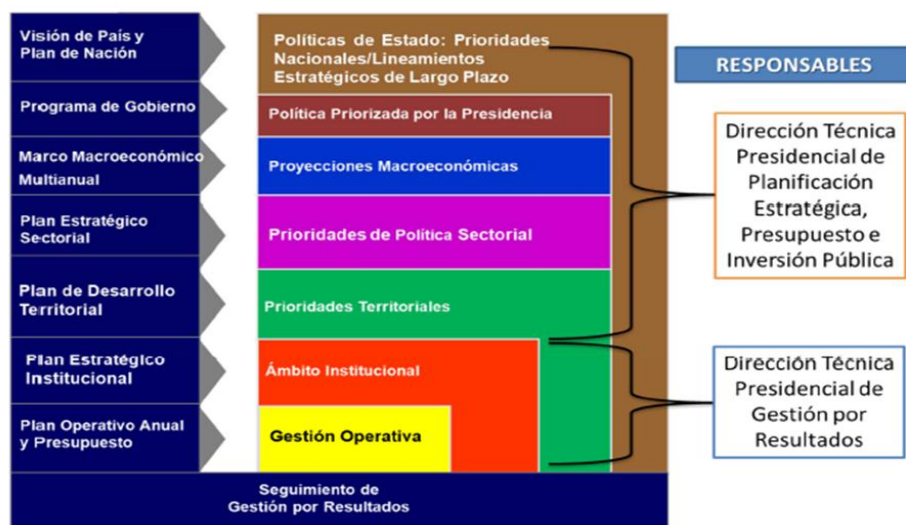 Visión de País y
Plan de Nación
Políticas de Estado: Prioridades
Nacionales/Lineamientos
Estratégicos de Largo Plazo
RESPONSABLES
Programa de Gobierno
Política Priorizada por la Presidencia
Marco Macroeconómico
Multianual
Proyecciones Macroeconómicas
Plan Estratégico
Sectorial
Prioridades de Política Sectorial
Plan de Desarrollo
Territorial
Prioridades Territoriales
Dirección Técnica
Presidencial de
Planificación
Estratégica,
Presupuesto e
Inversión Pública
Plan Estratégico
Institucional
Ámbito Institucional
Plan Operativo Anual
y Presupuesto
Gestión Operativa
Dirección Técnica
Presidencial de
Gestión por
Resultados
Seguimiento de
Gestión por Resultados